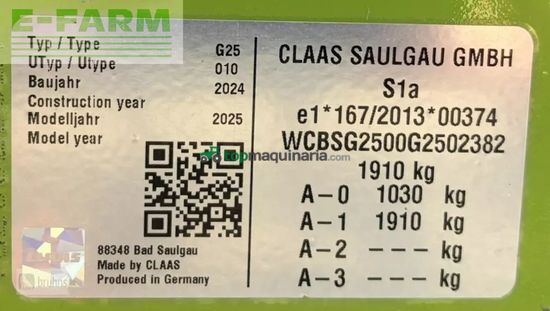 E-FARM
Typ / Type G25
UTyp / Utype 010
Baujahr 2024
Construction year
Modelljahr 2025
Model year
CLAAS SAULGAU GMBH
S1a
e1*167/2013*00374
WCBSG2500G2502382
topmaquinaria.com
1910 kg
A-0 1030 kg
A-1 1910 kg
A-2 --- kg
A-3 --- kg
88348 Bad Saulgau
Made by CLAAS
Produced in Germany
CLAAS